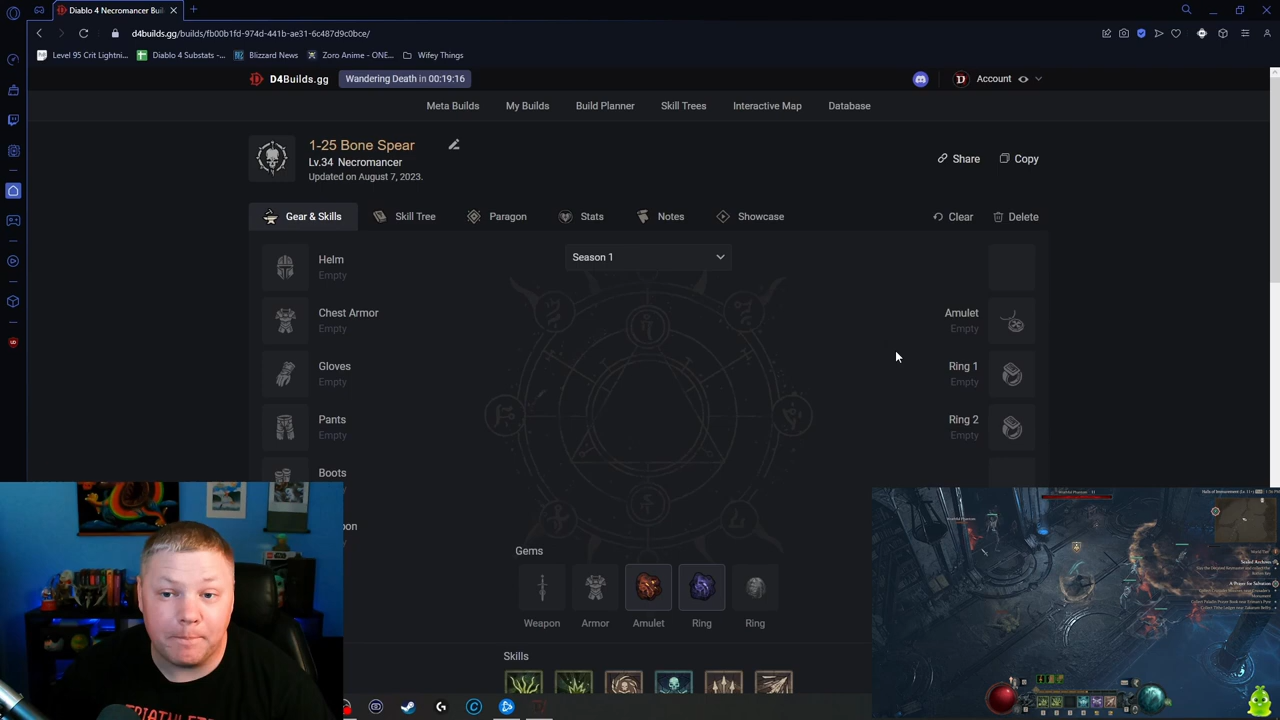 Diablo 4 Necromancer Buil
d4builds.gg/builds/fb00b1fd-974d-441b-ae31-6c487d9c0bce/
Level 95 Crit Lightni...
Diablo 4 Substats -...
Blizzard News
Zoro Anime - ONE...
Wifey Things
D4Builds.gg
Wandering Death in 00:19:16
Account
Meta Builds
My Builds
Build Planner
Skill Trees
Interactive Map
Database
1-25 Bone Spear
Lv.34 Necromancer
Updated on August 7, 2023.
Share
Copy
Gear & Skills
Skill Tree
Paragon
Stats
Notes
Showcase
Clear
Delete
Helm
Empty
Season 1
Chest Armor
Empty
Amulet
Empty
Gloves
Empty
Ring 1
Empty
Pants
Empty
Ring 2
Empty
Boots
Gems
Weapon
Armor
Amulet
Ring
Ring
Skills